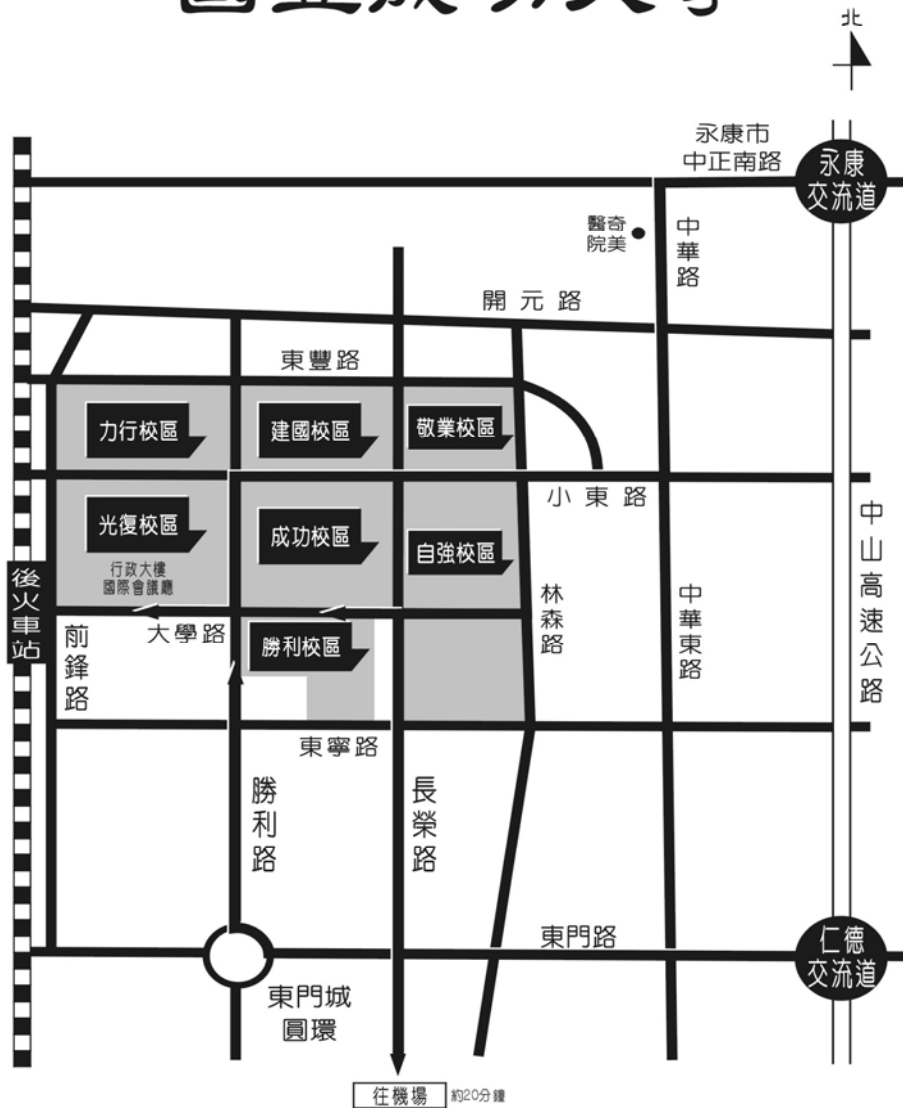 國立成功大學
北
永康市
中正南路
永康
交流道
醫奇
院美
中華路
開元路
東豐路
力行校區
建國校區
敬業校區
小東路
光復校區
成功校區
自強校區
行政大樓
國際會議廳
中山高速公路
後火車站
前鋒路
大學路
勝利校區
林森路
中華東路
東寧路
勝利路
長榮路
東門路
仁德
交流道
東門城
圓環
往機場 約20分鐘